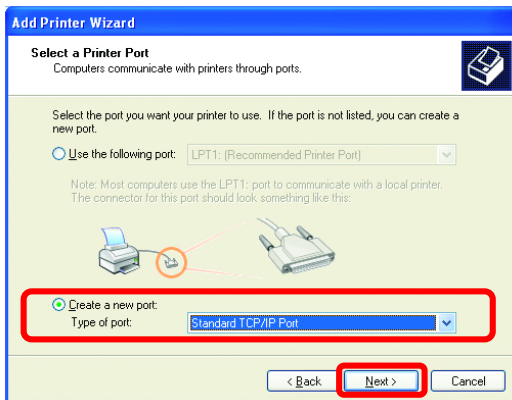 Add Printer Wizard
Select a Printer Port
Computers communicate with printers through ports.
Select the port you want your printer to use. If the port is not listed, you can create a
new port.
Use the following port: LPT1: (Recommended Printer Port)
Note: Most computers use the LPT1: port to communicate with a local printer.
The connector for this port should look something like this:
Create a new port:
Type of port: Standard TCP/IP Port
< Back Next > Cancel